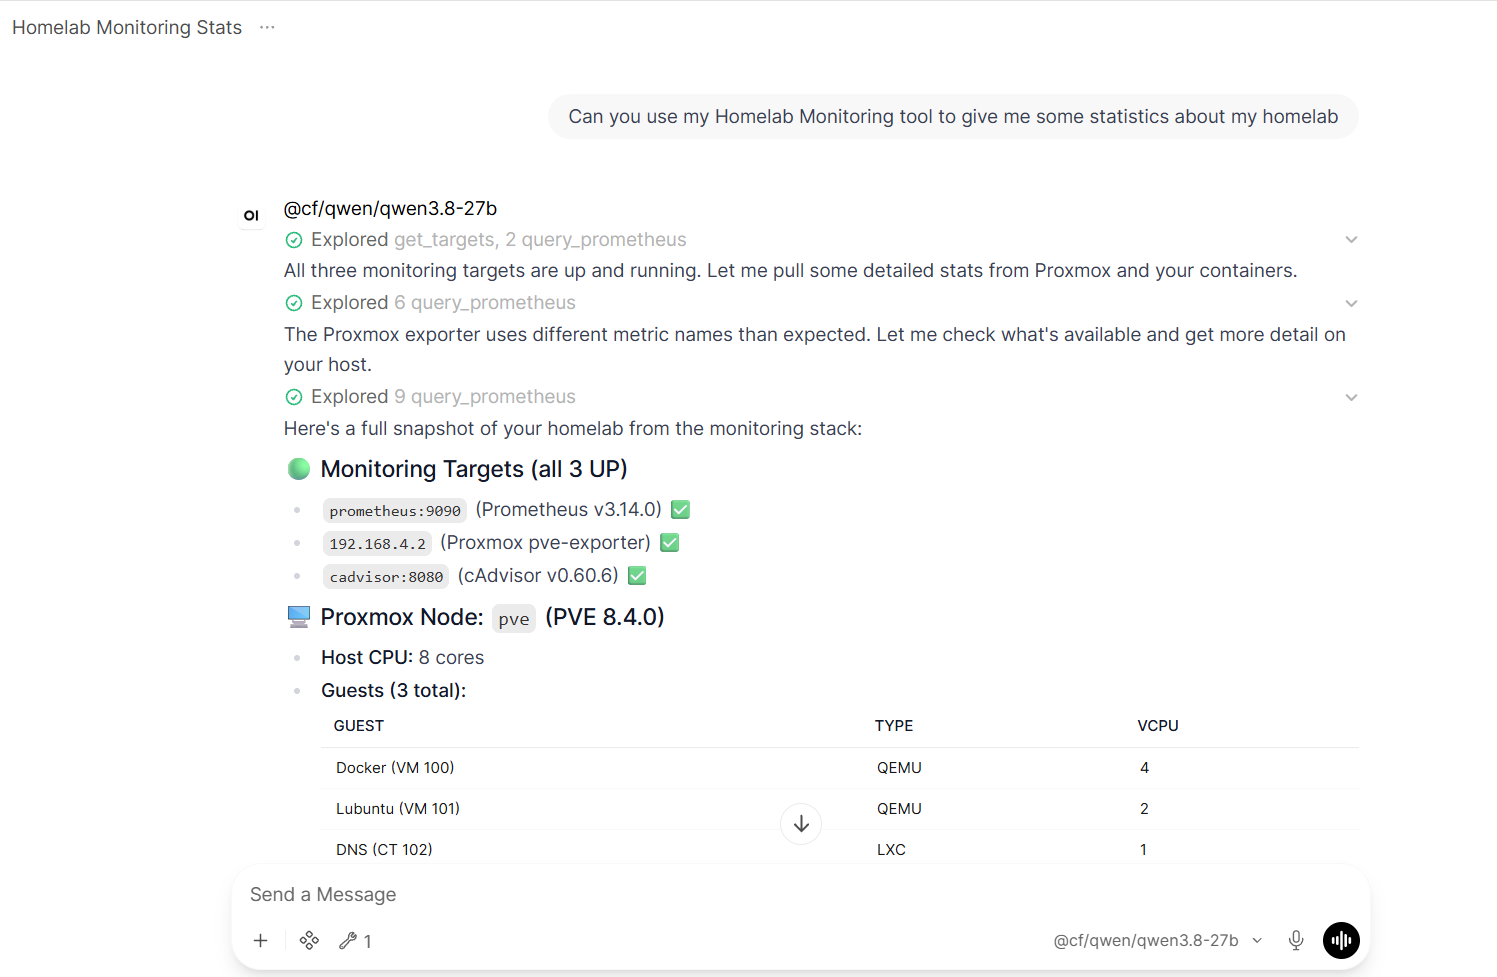 Homelab Monitoring Stats ···
Can you use my Homelab Monitoring tool to give me some statistics about my homelab
OI
@cf/qwen/qwen3.8-27b
Explored get_targets, 2 query_prometheus
All three monitoring targets are up and running. Let me pull some detailed stats from Proxmox and your containers.
Explored 6 query_prometheus
The Proxmox exporter uses different metric names than expected. Let me check what's available and get more detail on
your host.
Explored 9 query_prometheus
Here's a full snapshot of your homelab from the monitoring stack:
Monitoring Targets (all 3 UP)
prometheus:9090 (Prometheus v3.14.0)
192.168.4.2 (Proxmox pve-exporter)
cadvisor:8080 (cAdvisor v0.60.6)
Proxmox Node: pve (PVE 8.4.0)
Host CPU: 8 cores
Guests (3 total):
GUEST TYPE VCPU
Docker (VM 100) QEMU 4
Lubuntu (VM 101) QEMU 2
DNS (CT 102) LXC 1
Send a Message
1 @cf/qwen/qwen3.8-27b